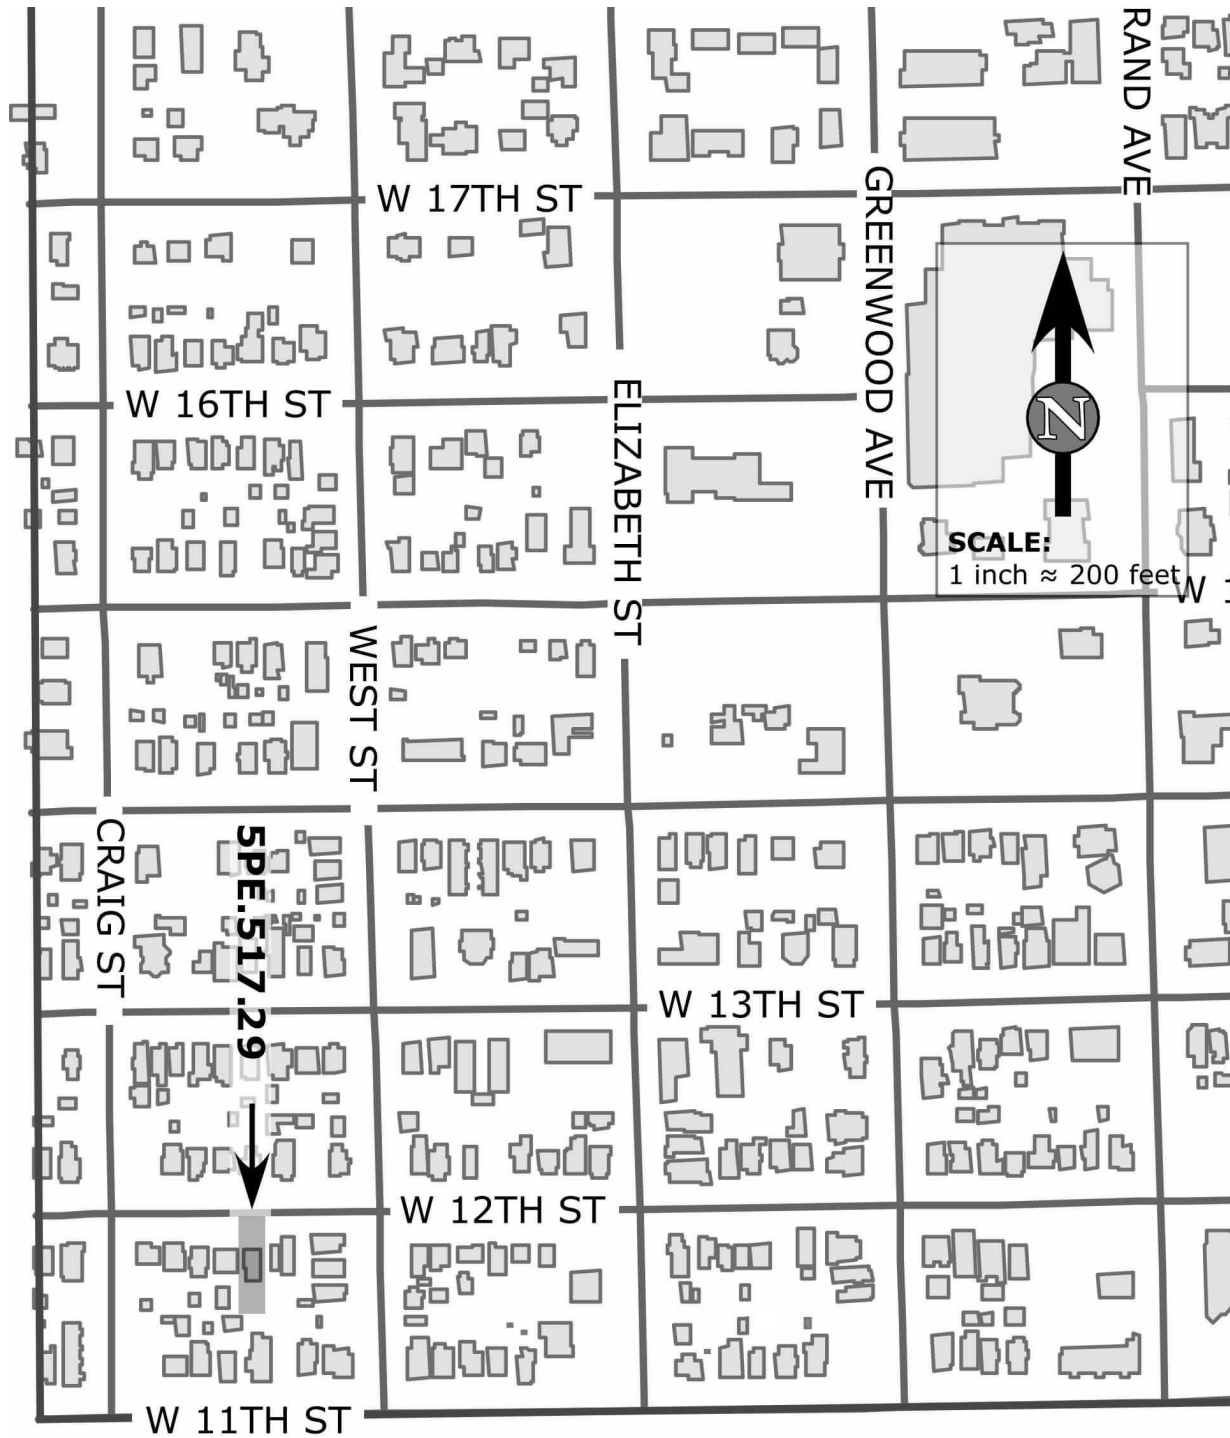 RAND AVE
W 17TH ST
GREENWOOD AVE
W 16TH ST
ELIZABETH ST
N
SCALE:
1 inch ≈ 200 feet
W 1
WEST ST
CRAIG ST
5PE.517.29
W 13TH ST
W 12TH ST
W 11TH ST